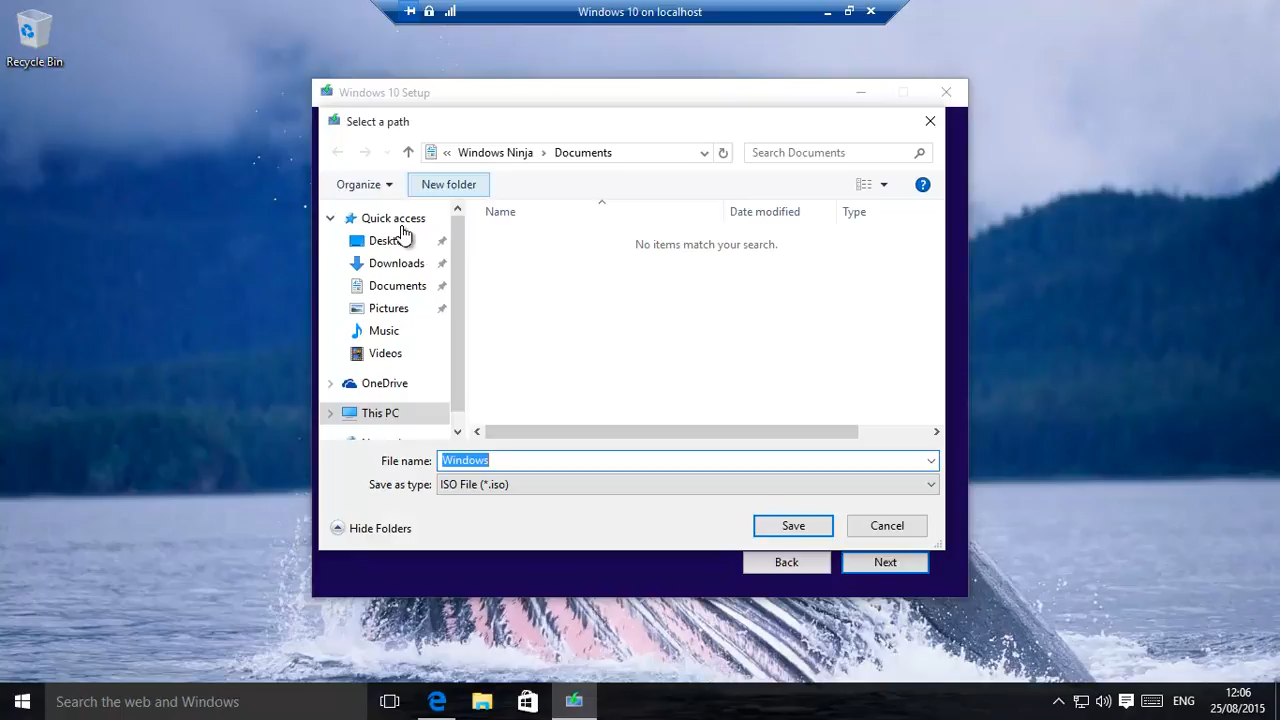 Windows 10 on localhost
Recycle Bin
Windows 10 Setup
Select a path
« Windows Ninja › Documents
Search Documents
Organize
New folder
Quick access
Desk
Downloads
Documents
Pictures
Music
Videos
OneDrive
This PC
Name
Date modified
Type
No items match your search.
File name:
Windows
Save as type:
ISO File (*.iso)
Hide Folders
Save
Cancel
Back
Next
Search the web and Windows
ENG
12:06
25/08/2015